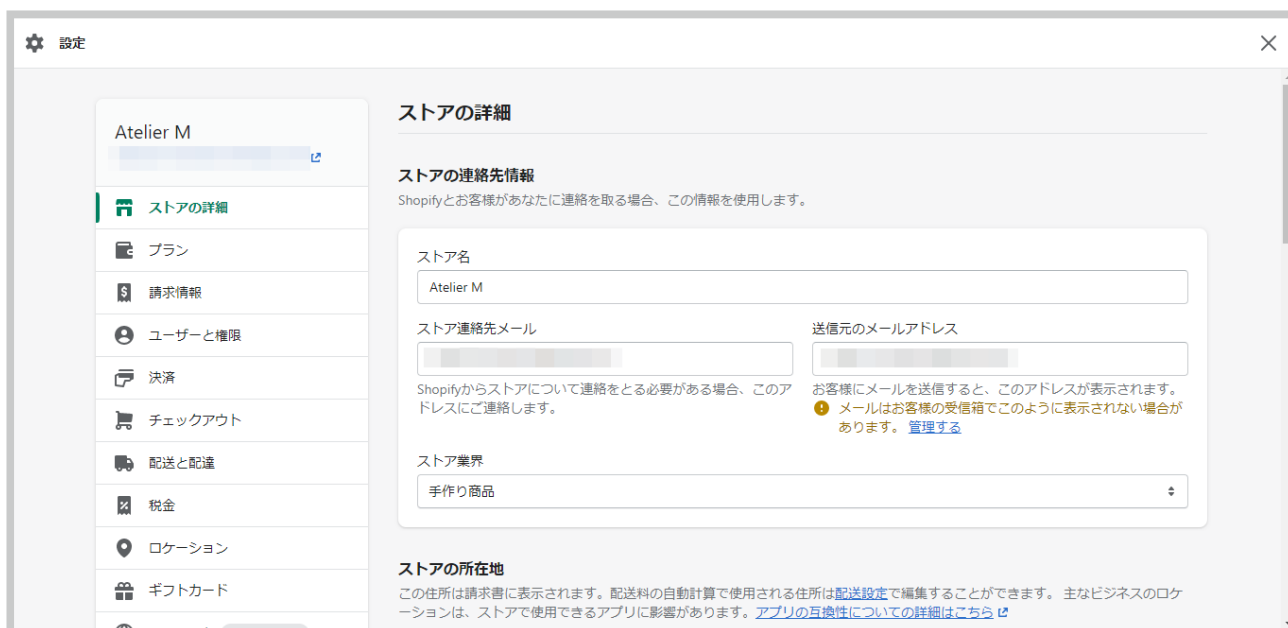 設定
Atelier M
ストアの詳細
プラン
請求情報
ユーザーと権限
決済
チェックアウト
配送と配達
税金
ロケーション
ギフトカード
ストアの詳細
ストアの連絡先情報
Shopifyとお客様があなたに連絡を取る場合、この情報を使用します。
ストア名
Atelier M
ストア連絡先メール
Shopifyからストアについて連絡をとる必要がある場合、このア
ドレスにご連絡します。
送信元のメールアドレス
お客様にメールを送信すると、このアドレスが表示されます。
メールはお客様の受信箱でこのように表示されない場合が
あります。 管理する
ストア業界
手作り商品
ストアの所在地
この住所は請求書に表示されます。配送料の自動計算で使用される住所は配送設定で編集することができます。 主なビジネスのロケ
ーションは、ストアで使用できるアプリに影響があります。アプリの互換性についての詳細はこちら